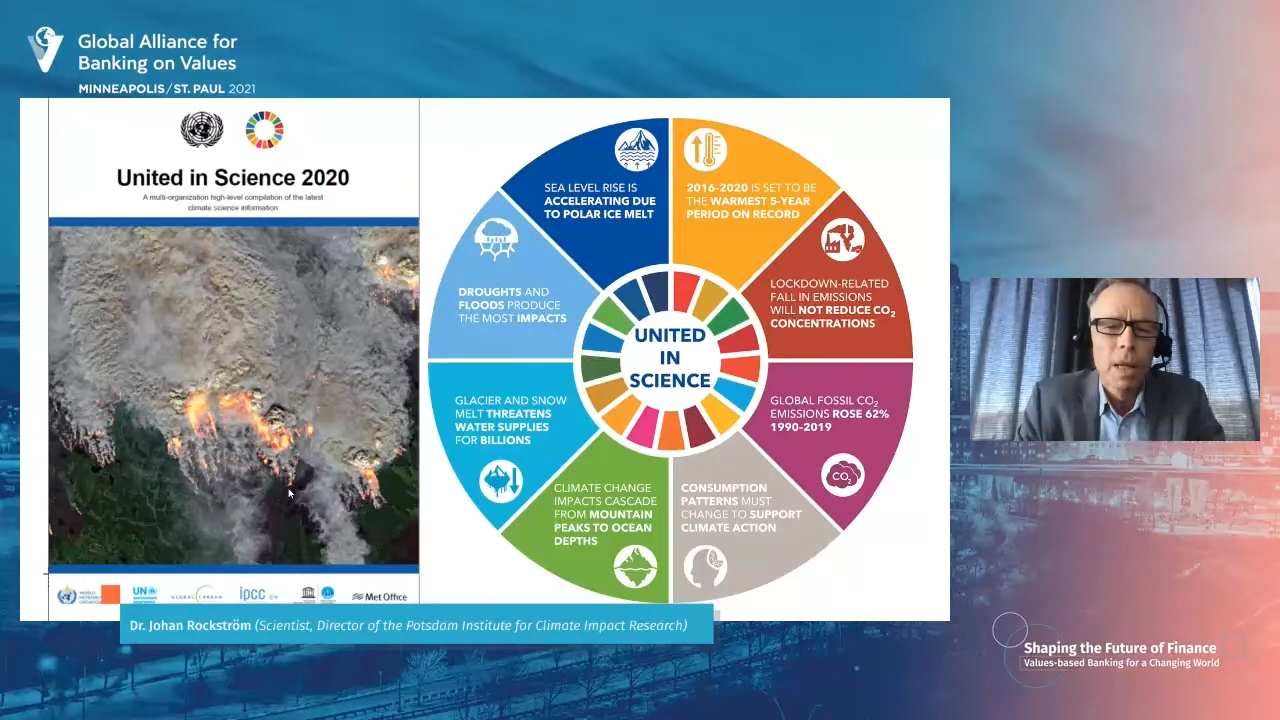 Global Alliance for
Banking on Values
MINNEAPOLIS/ST. PAUL 2021
United in Science 2020
A multi-organization high-level compilation of the latest
climate science information
UN
GLOBAL CARBON
ipcc
Met Office
SEA LEVEL RISE IS
ACCELERATING DUE
TO POLAR ICE MELT
2016-2020 IS SET TO BE
THE WARMEST 5-YEAR
PERIOD ON RECORD
LOCKDOWN-RELATED
FALL IN EMISSIONS
WILL NOT REDUCE CO₂
CONCENTRATIONS
GLOBAL FOSSIL CO₂
EMISSIONS ROSE 62%
1990-2019
CO₂
CONSUMPTION
PATTERNS MUST
CHANGE TO SUPPORT
CLIMATE ACTION
CLIMATE CHANGE
IMPACTS CASCADE
FROM MOUNTAIN
PEAKS TO OCEAN
DEPTHS
GLACIER AND SNOW
MELT THREATENS
WATER SUPPLIES
FOR BILLIONS
DROUGHTS AND
FLOODS PRODUCE
THE MOST IMPACTS
UNITED
IN
SCIENCE
Dr. Johan Rockström (Scientist, Director of the Potsdam Institute for Climate Impact Research)
Shaping the Future of Finance
Values-based Banking for a Changing World